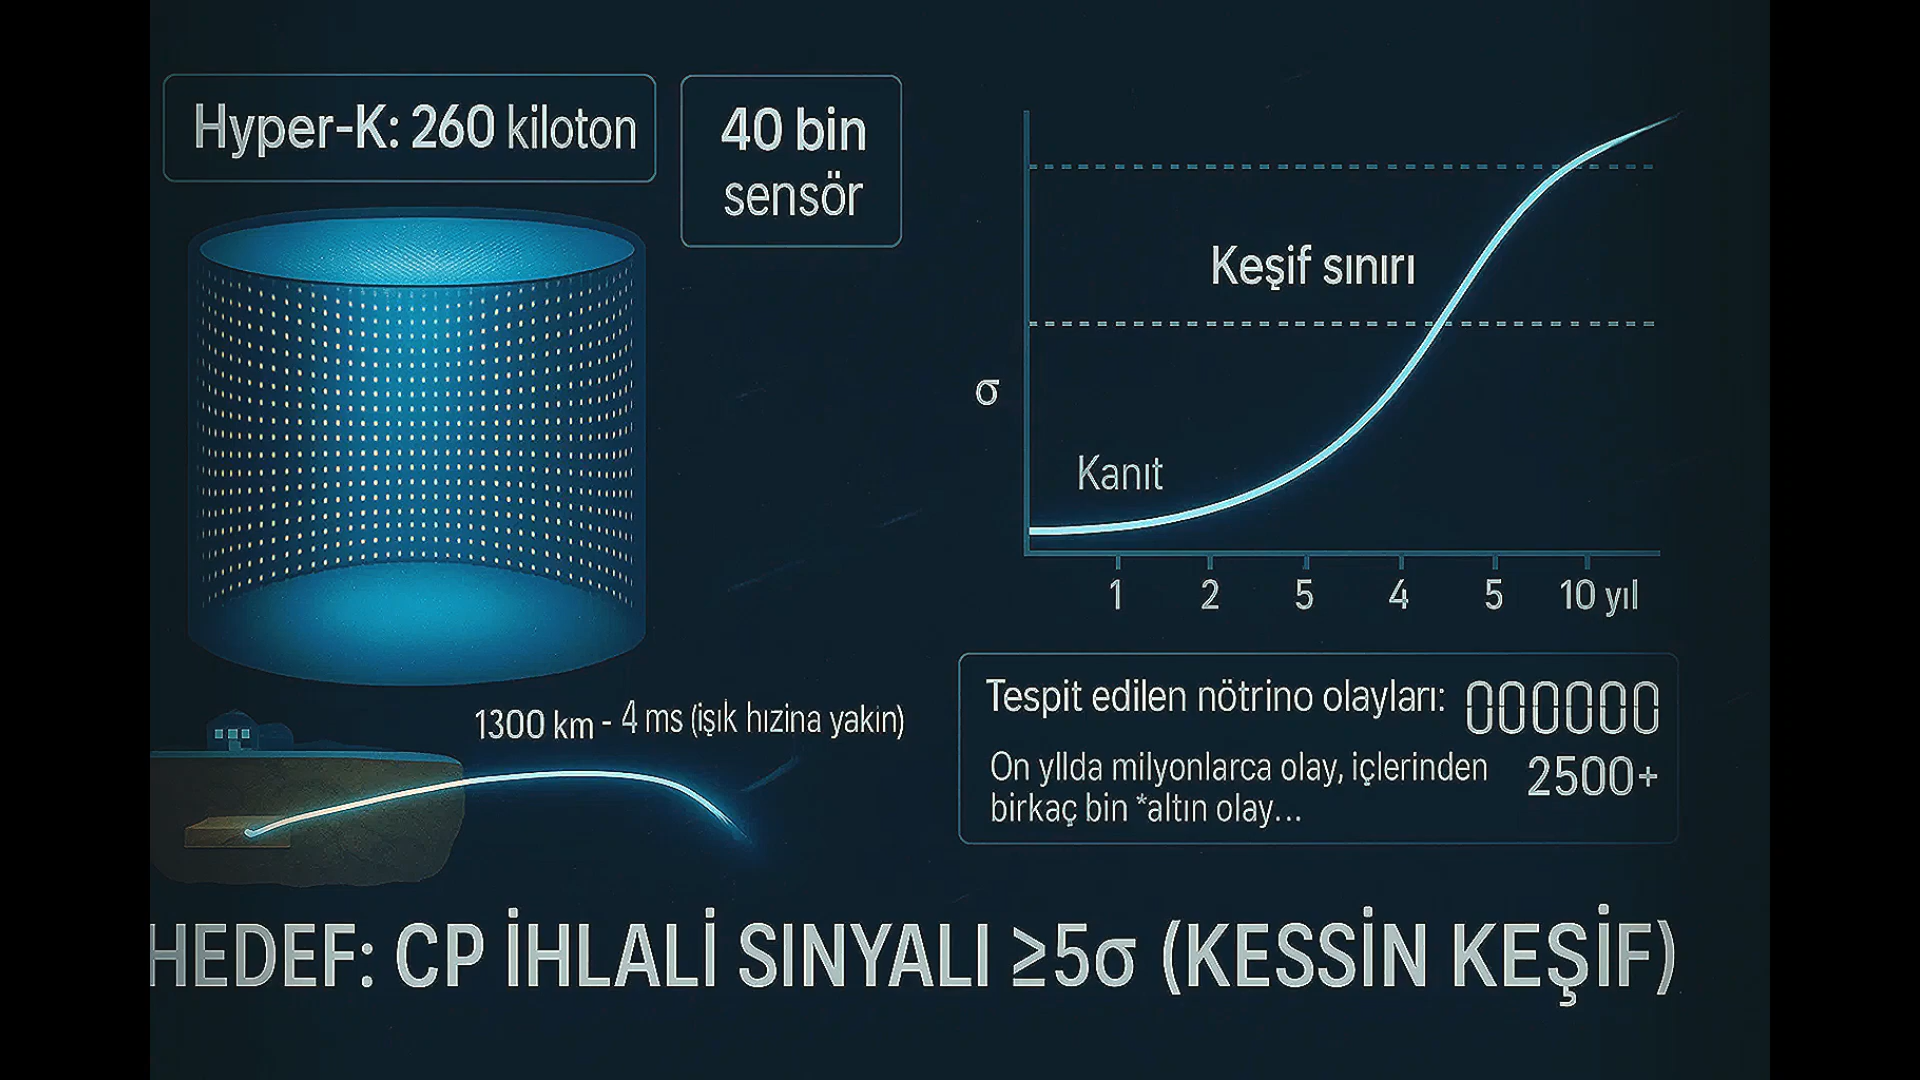 Hyper-K: 260 kiloton
40 bin
sensör
Keşif sınırı
σ
Kanıt
1 2 5 4 5 10 yıl
1300 km - 4 ms (işık hızina yakın)
Tespit edilen nötrino olayları: 000000
On yllda milyonlarca olay, içlerinden 2500+
birkaç bin *altın olay...
HEDEF: CP İHLALİ SINYALI ≥5σ (KESSİN KEŞİF)